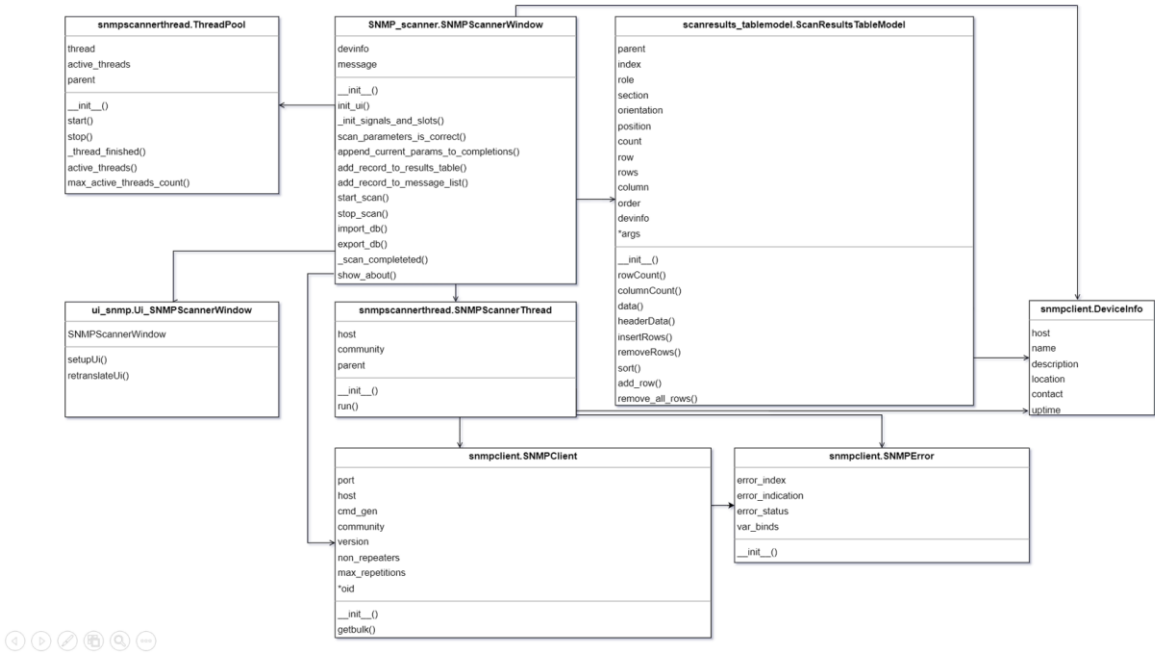 snmpscannerthread.ThreadPool
thread
active_threads
parent
__init__()
start()
stop()
_thread_finished()
active_threads()
max_active_threads_count()
SNMP_scanner.SNMPScannerWindow
devinfo
message
__init__()
init_ui()
_init_signals_and_slots()
scan_parameters_is_correct()
append_current_params_to_completions()
add_record_to_results_table()
add_record_to_message_list()
start_scan()
stop_scan()
import_db()
export_db()
_scan_completeted()
show_about()
scanresults_tablemodel.ScanResultsTableModel
parent
index
role
section
orientation
position
count
row
rows
column
order
devinfo
*args
__init__()
rowCount()
columnCount()
data()
headerData()
insertRows()
removeRows()
sort()
add_row()
remove_all_rows()
ui_snmp.Ui_SNMPScannerWindow
SNMPScannerWindow
setupUi()
retranslateUi()
snmpscannerthread.SNMPScannerThread
host
community
parent
__init__()
run()
snmpclient.DeviceInfo
host
name
description
location
contact
uptime
snmpclient.SNMPClient
port
host
cmd_gen
community
version
non_repeaters
max_repetitions
*oid
__init__()
getbulk()
snmpclient.SNMPError
error_index
error_indication
error_status
var_binds
__init__()